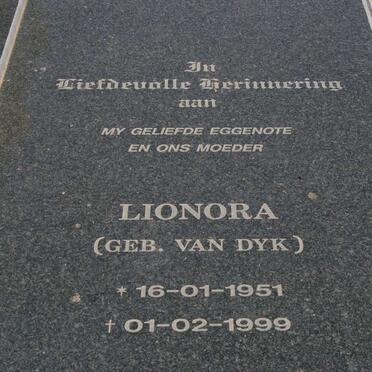 In
Liefdevolle Herinnering
aan
MY GELIEFDE EGGENOTE
EN ONS MOEDER
LIONORA
(GEB. VAN DYK)
* 16-01-1951
† 01-02-1999